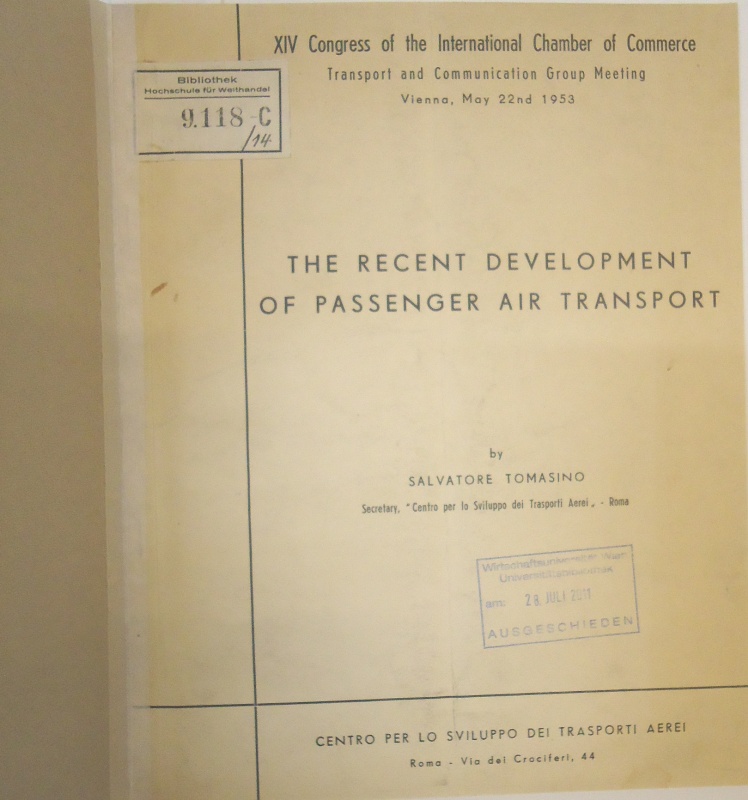 XIV Congress of the International Chamber of Commerce
Transport and Communication Group Meeting
Vienna, May 22nd 1953
Bibliothek
Hochschule für Welthandel
9.118-C
/14
THE RECENT DEVELOPMENT
OF PASSENGER AIR TRANSPORT
by
SALVATORE TOMASINO
Secretary, "Centro per lo Sviluppo dei Trasporti Aerei„ - Roma
Wirtschaftsuniversität Wien
Universitätsbibliothek
am: 28. JULI 2011
AUSGESCHIEDEN
CENTRO PER LO SVILUPPO DEI TRASPORTI AEREI
Roma - Via dei Crociferi, 44